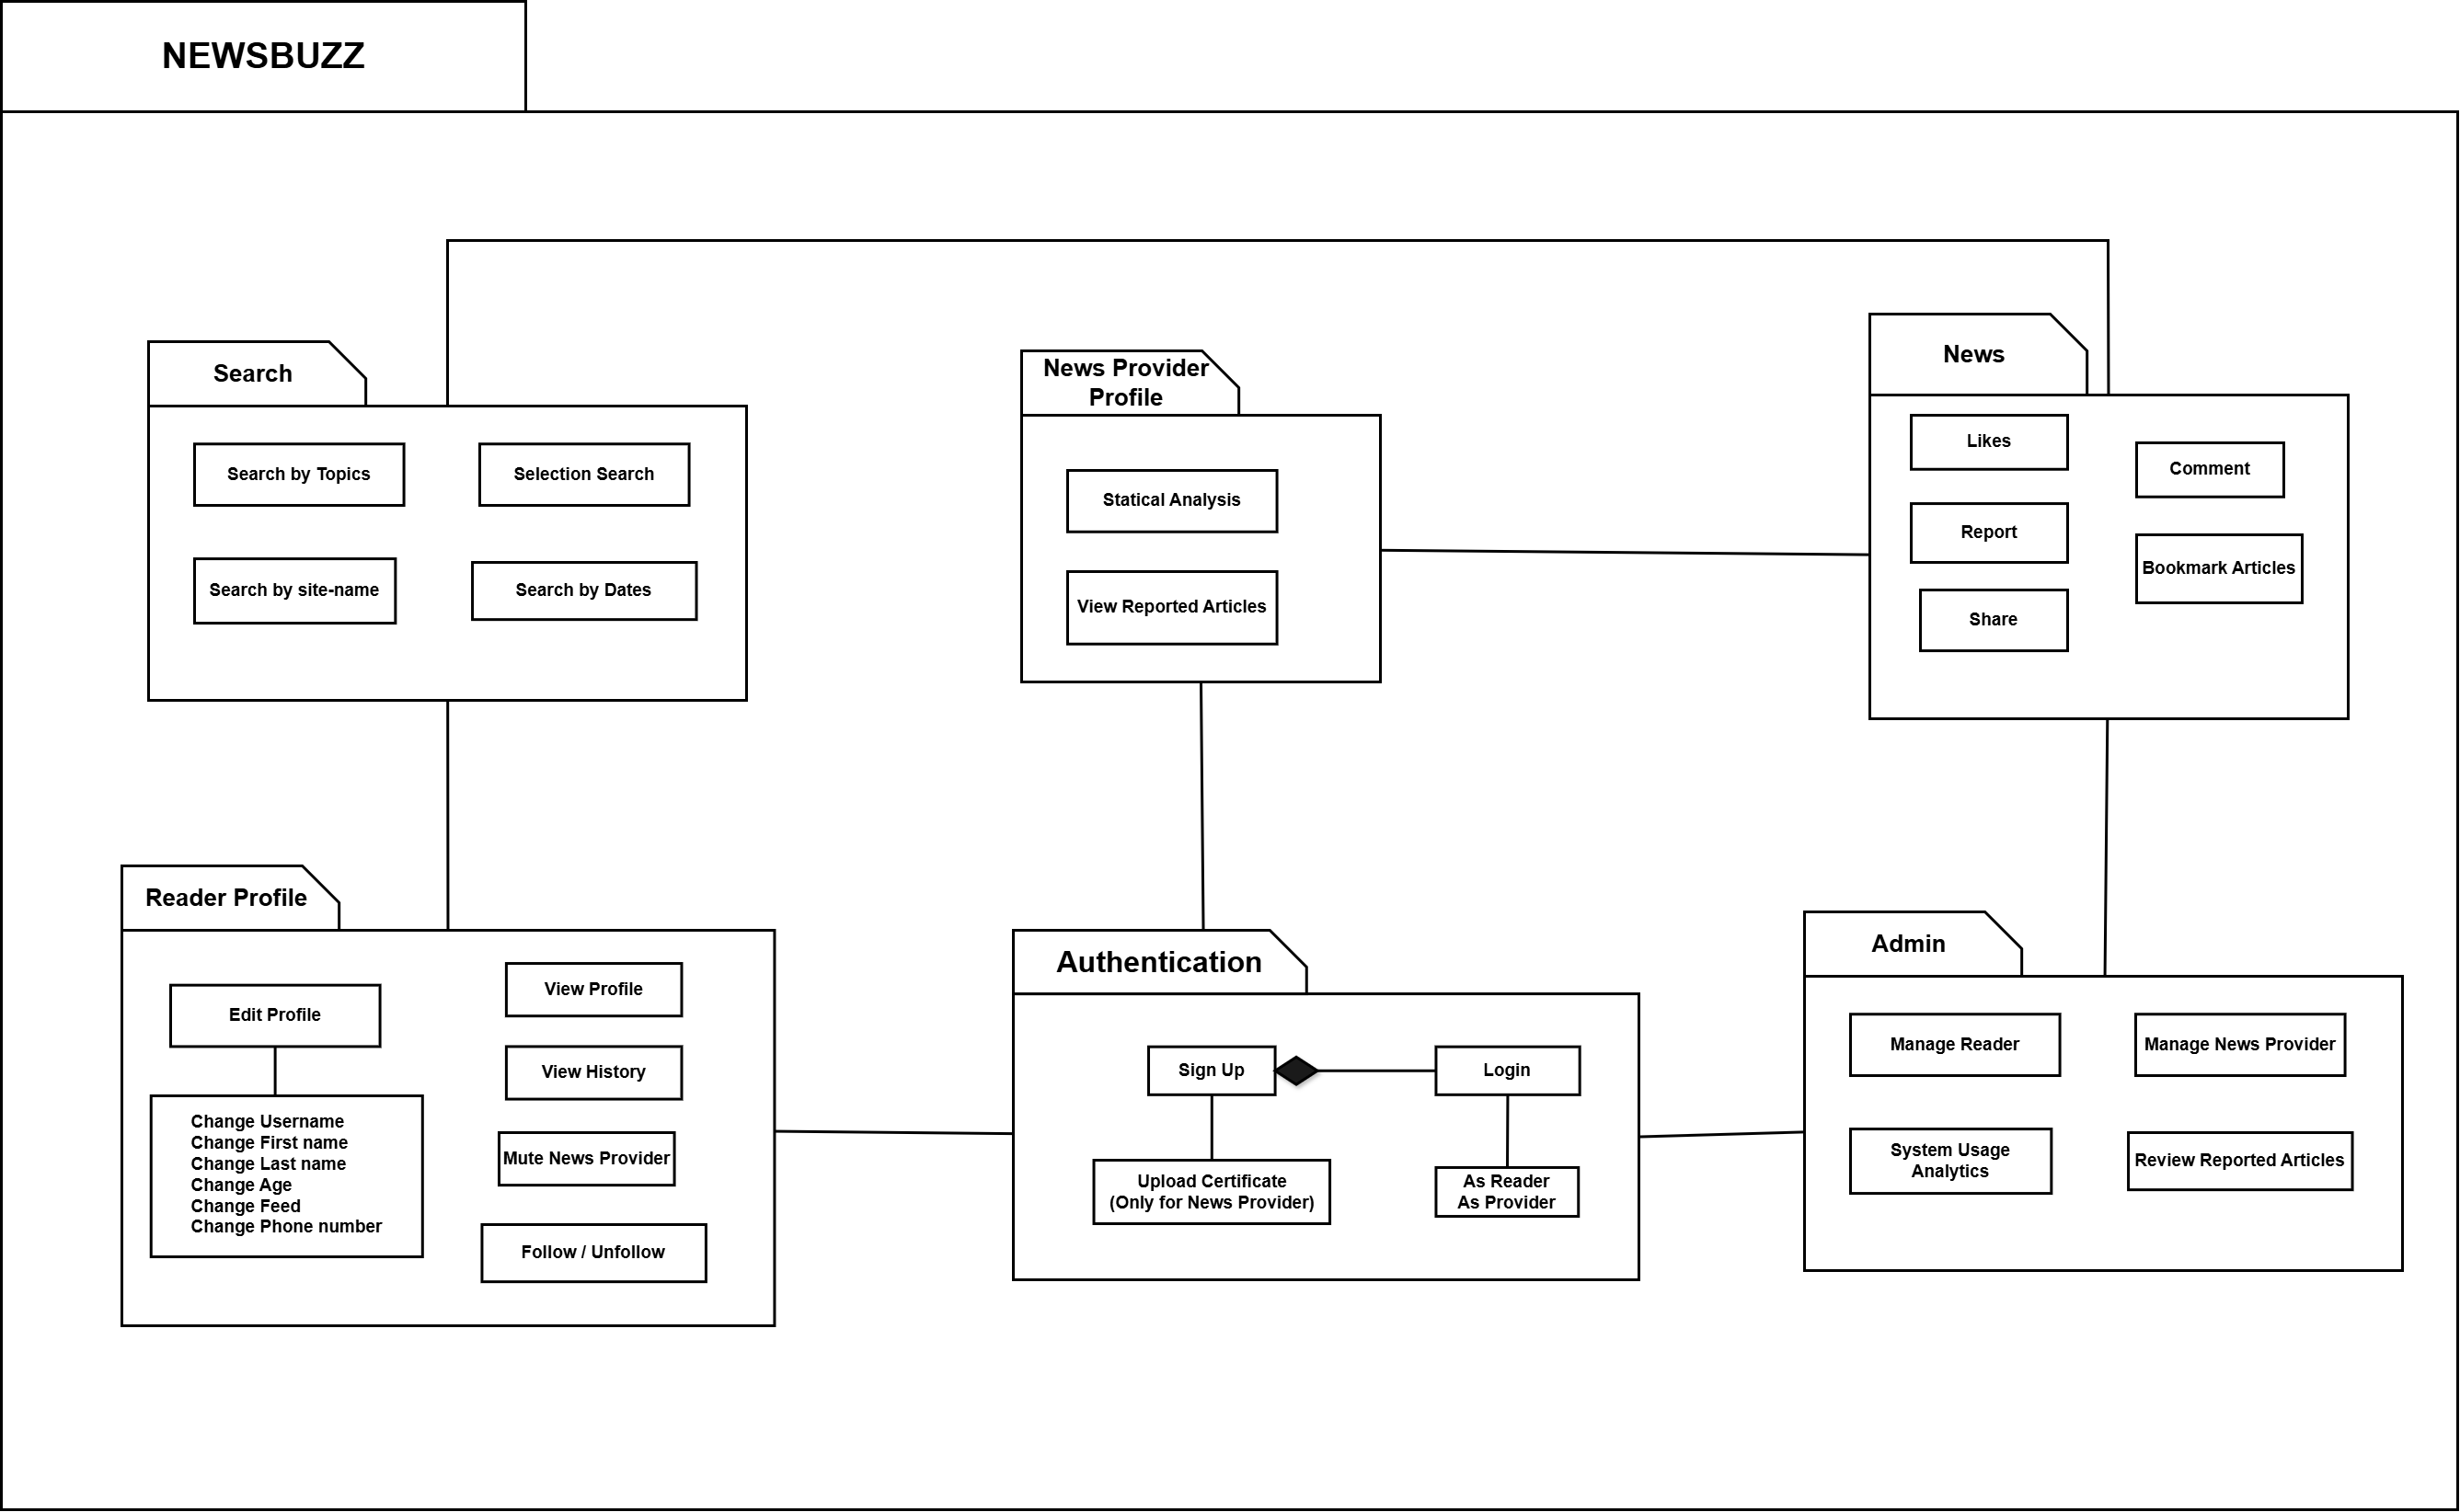 NEWSBUZZ
Search
Search by Topics
Selection Search
Search by site-name
Search by Dates
News Provider
Profile
Statical Analysis
View Reported Articles
News
Likes
Comment
Report
Bookmark Articles
Share
Reader Profile
Edit Profile
Change Username
Change First name
Change Last name
Change Age
Change Feed
Change Phone number
View Profile
View History
Mute News Provider
Follow / Unfollow
Authentication
Sign Up
Login
Upload Certificate
(Only for News Provider)
As Reader
As Provider
Admin
Manage Reader
Manage News Provider
System Usage
Analytics
Review Reported Articles